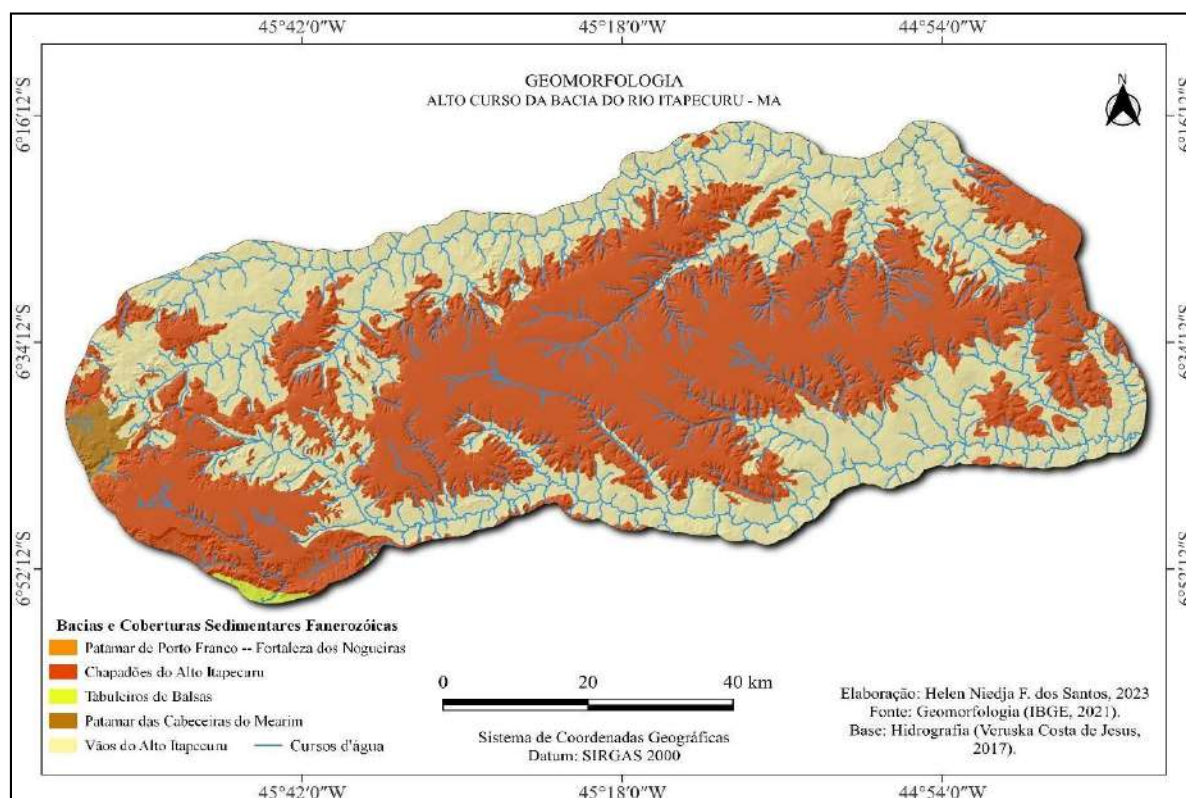 45°42'0"W 45°18'0"W 44°54'0"W
GEOMORFOLOGIA
ALTO CURSO DA BACIA DO RIO ITAPECURU - MA
N
6°16'12"S 6°16'12"S
6°34'12"S 6°34'12"S
6°52'12"S 6°52'12"S
Bacias e Coberturas Sedimentares Fanerozóicas
Patamar de Porto Franco -- Fortaleza dos Nogueiras
Chapadões do Alto Itapecuru
Tabuleiros de Balsas
Patamar das Cabeceiras do Mearim
Vãos do Alto Itapecuru Cursos d'água
0 20 40 km
Sistema de Coordenadas Geográficas
Datum: SIRGAS 2000
Elaboração: Helen Niedja F. dos Santos, 2023
Fonte: Geomorfologia (IBGE, 2021).
Base: Hidrografia (Veruska Costa de Jesus,
2017).
45°42'0"W 45°18'0"W 44°54'0"W